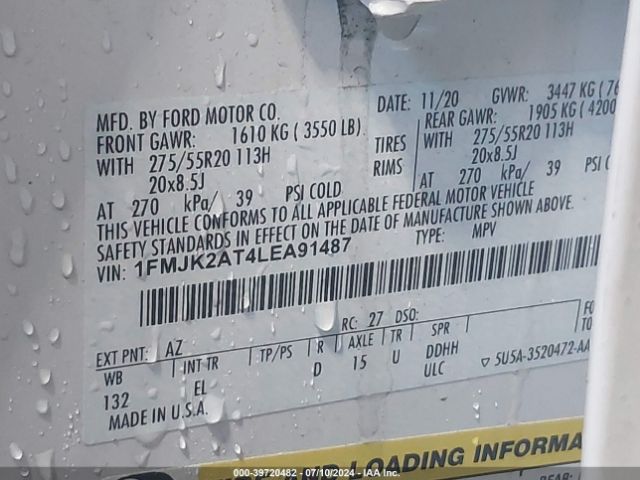 MFD. BY FORD MOTOR CO.
DATE: 11/20 GVWR: 3447 KG (
FRONT GAWR: 1610 KG ( 3550 LB)
REAR GAWR: 1905 KG ( 4200
WITH 275/55R20 113H TIRES WITH 275/55R20 113H
20x8.5J RIMS 20x8.5J
AT 270 kPa/ 39 PSI COLD AT 270 kPa/ 39 PSI
THIS VEHICLE CONFORMS TO ALL APPLICABLE FEDERAL MOTOR VEHICLE
SAFETY STANDARDS IN EFFECT ON THE DATE OF MANUFACTURE SHOWN ABOVE.
VIN: 1FMJK2AT4LEA91487 TYPE: MPV
EXT PNT: AZ RC: 27 DSO:
WB INT TR TP/PS R AXLE TR SPR
132 EL D 15 U DDHH
ULC 5U5A-3520472-AA
MADE IN U.S.A.
LOADING
000-39720482 - 07/10/2024 - IAA Inc.